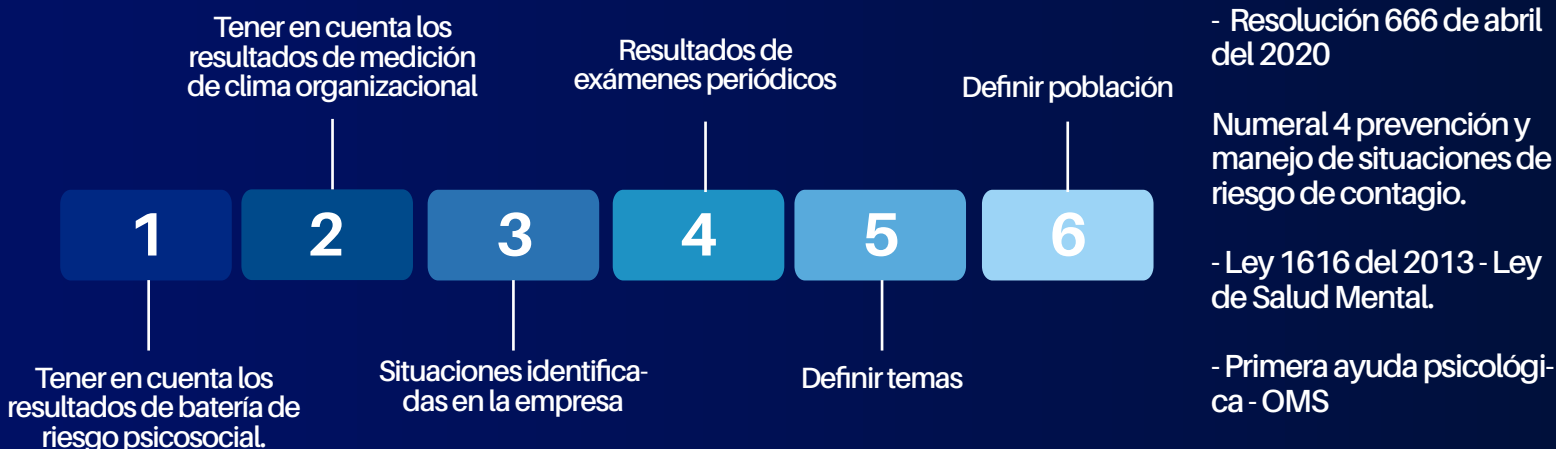 Tener en cuenta los
resultados de medición
de clima organizacional
Resultados de
exámenes periódicos
Definir población
1
2
3
4
5
6
Tener en cuenta los
resultados de batería de
riesgo psicosocial.
Situaciones identifica-
das en la empresa
Definir temas
- Resolución 666 de abril
del 2020
Numeral 4 prevención y
manejo de situaciones de
riesgo de contagio.
- Ley 1616 del 2013 - Ley
de Salud Mental.
- Primera ayuda psicológi-
ca - OMS